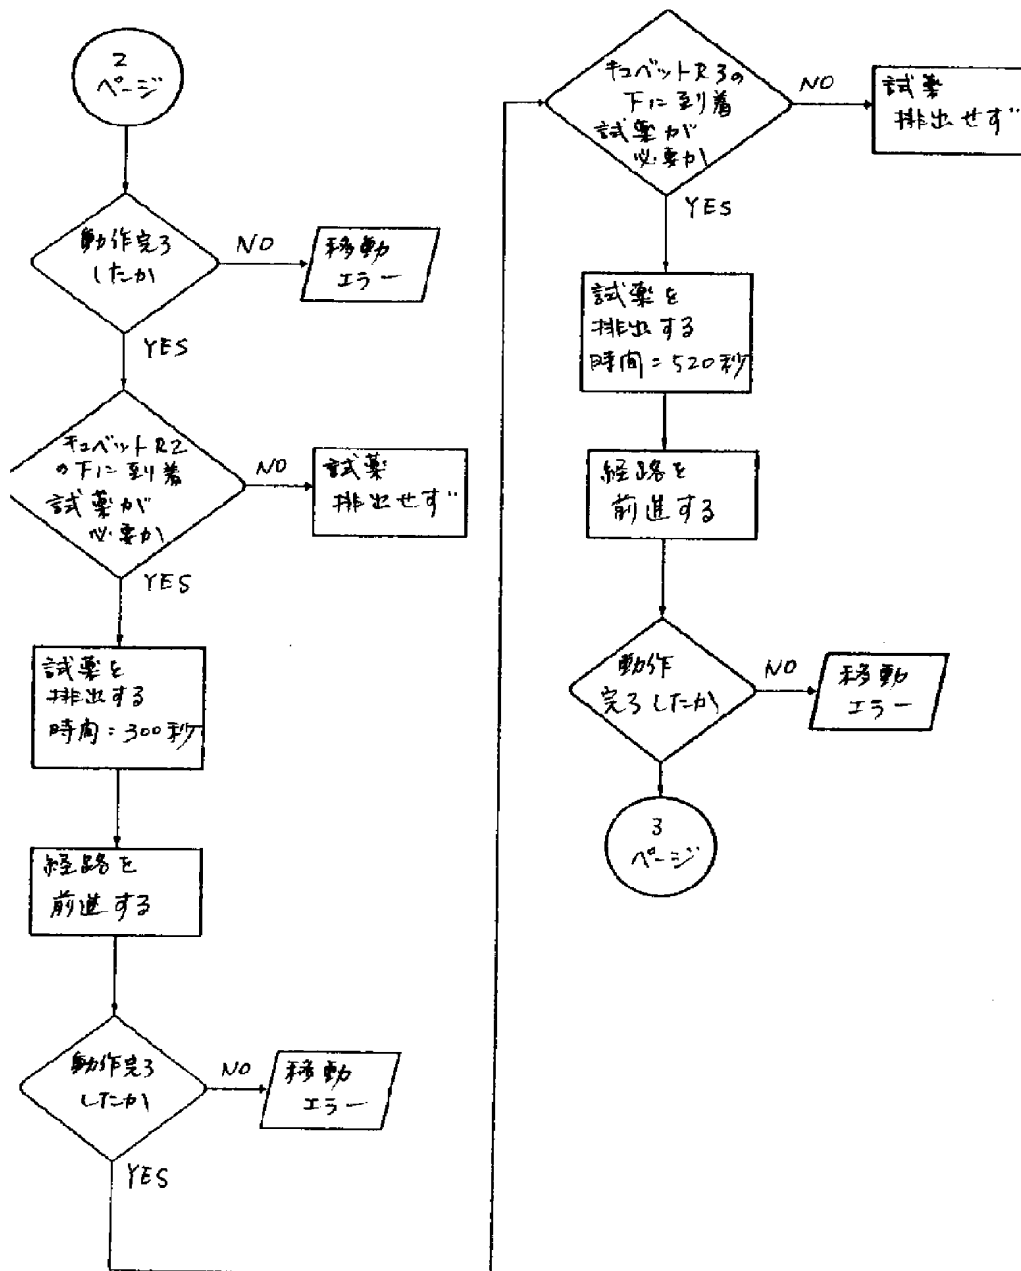 2
ページ
動作完了
したか
NO
移動
エラー
YES
キュベットR2
の下に到着
試薬が
必要か
NO
試薬
排出せず
YES
試薬を
排出する
時間=300秒
経路を
前進する
動作完了
したか
NO
移動
エラー
YES
キュベットR3の
下に到着
試薬が
必要か
NO
試薬
排出せず
YES
試薬を
排出する
時間=520秒
経路を
前進する
動作
完了したか
NO
移動
エラー
3
ページ